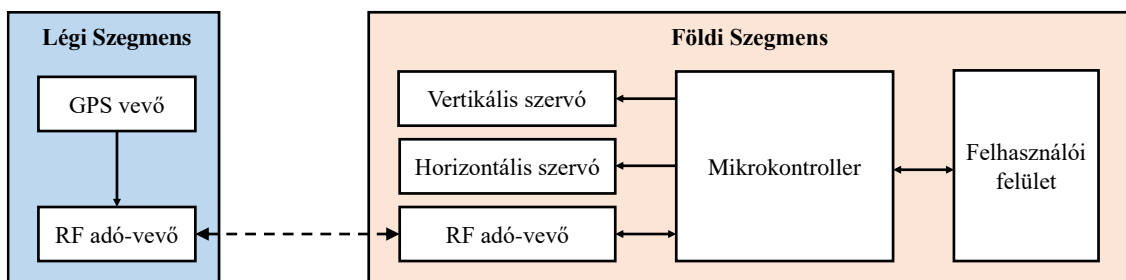 Légi Szegmens
GPS vevő
RF adó-vevő
Földi Szegmens
Vertikális szervó
Horizontális szervó
RF adó-vevő
Mikrokontroller
Felhasználói
felület